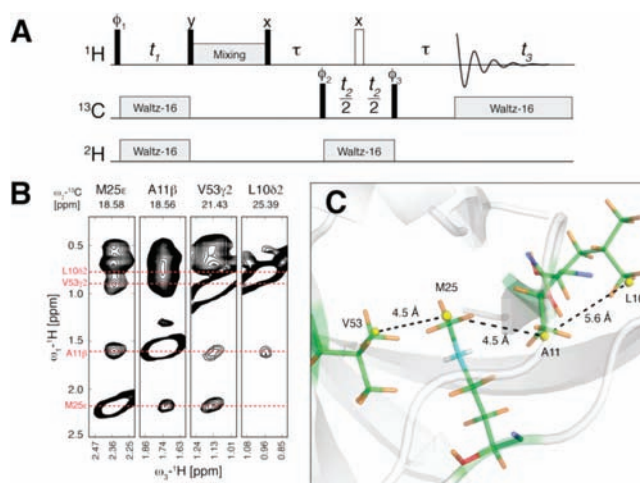 A
ϕ1 t1 y Mixing x τ x τ t3
1H
ϕ2 t2/2 t2/2 ϕ3
13C Waltz-16 Waltz-16
2H Waltz-16 Waltz-16
B
ω2-13C [ppm]
M25ε A11β V53γ2 L10δ2
18.58 18.56 21.43 25.39
ω1-1H [ppm]
0.5
L10δ2
V53γ2
1.0
1.5
A11β
2.0
M25ε
2.5
2.47 2.36 2.25 1.86 1.74 1.63 1.24 1.13 1.01 1.08 0.96 0.85
ω3-1H [ppm]
C
M25
V53
4.5 Å
4.5 Å
5.6 Å
A11
L10